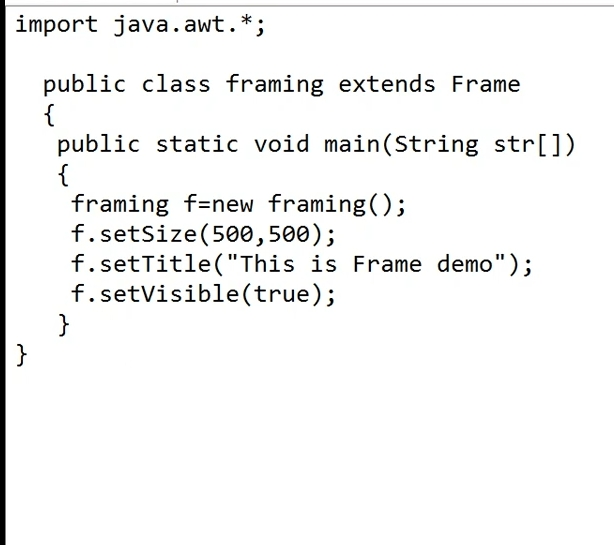 import java.awt.*;
public class framing extends Frame
{
public static void main(String str[])
{
framing f=new framing();
f.setSize(500,500);
f.setTitle("This is Frame demo");
f.setVisible(true);
}
}